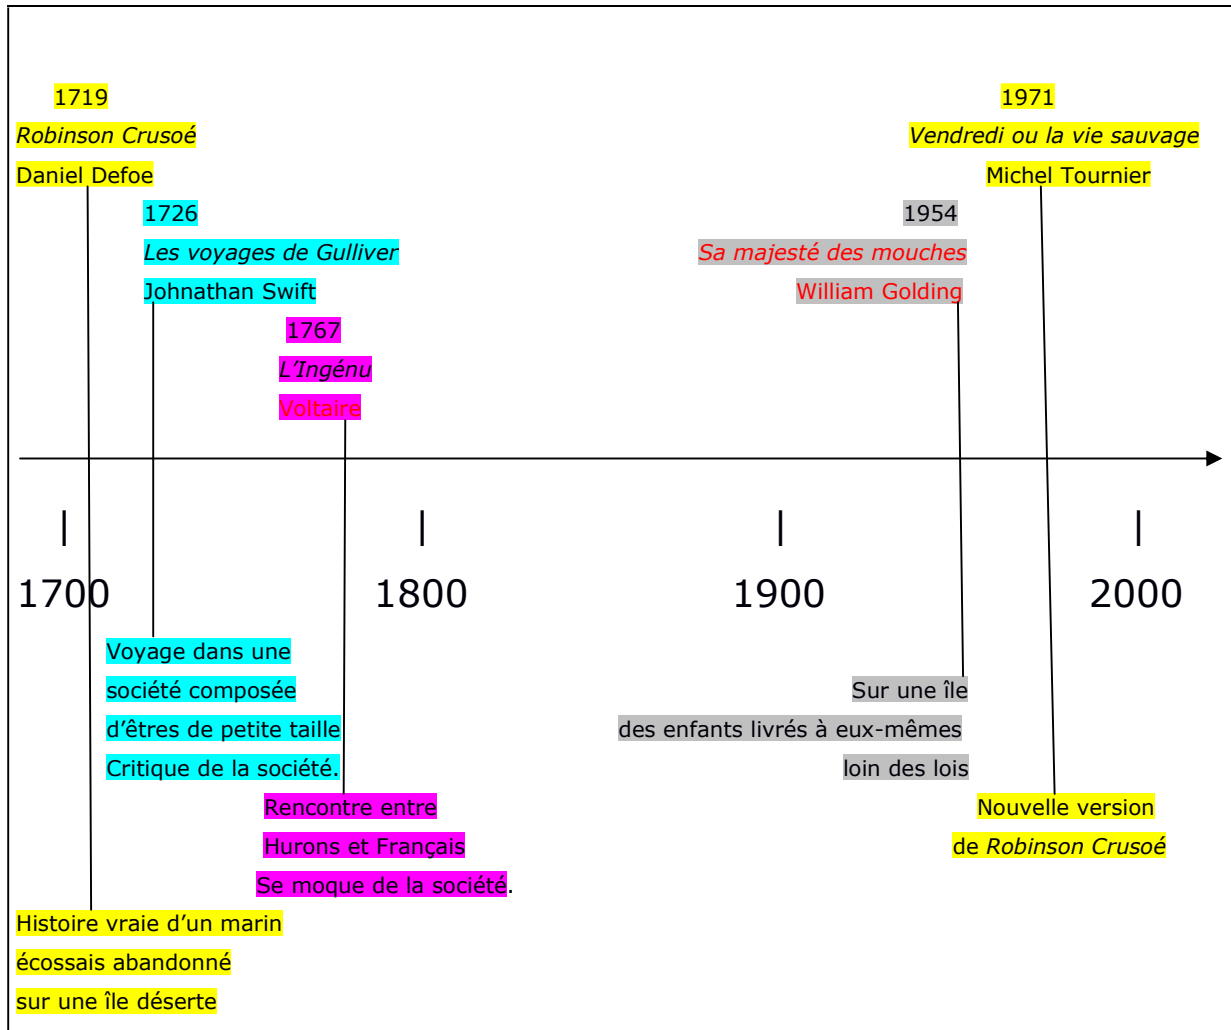 1719
Robinson Crusoé
Daniel Defoe
1971
Vendredi ou la vie sauvage
Michel Tournier
1726
Les voyages de Gulliver
Johnathan Swift
1954
Sa majesté des mouches
William Golding
1767
L’Ingénu
Voltaire
| | | |
1700 1800 1900 2000
Voyage dans une
société composée
d’êtres de petite taille
Critique de la société.
Sur une île
des enfants livrés à eux-mêmes
loin des lois
Rencontre entre
Hurons et Français
Se moque de la société.
Nouvelle version
de Robinson Crusoé
Histoire vraie d’un marin
écossais abandonné
sur une île déserte